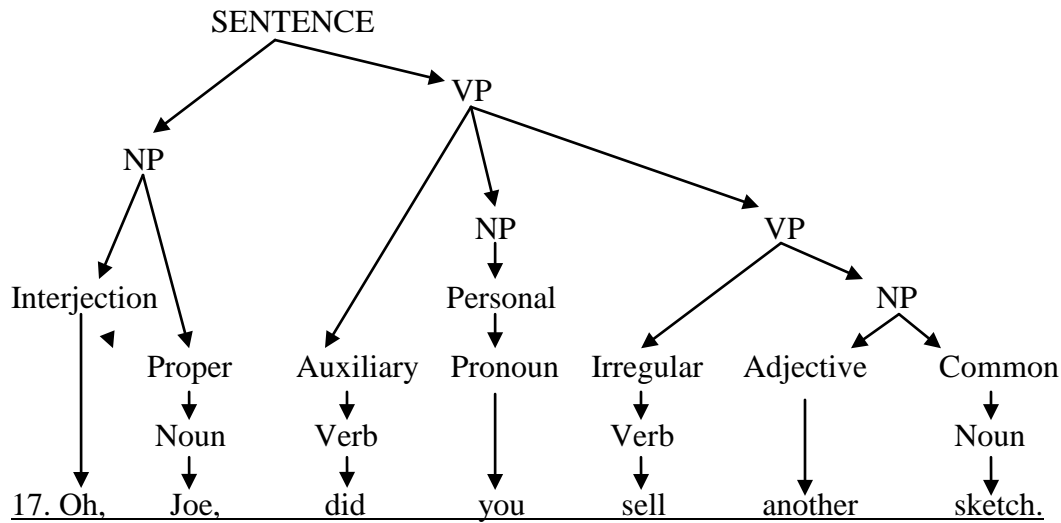 SENTENCE
VP
NP
NP VP
Interjection Personal NP
Proper Auxiliary Pronoun Irregular Adjective Common
Noun Verb Verb Noun
17. Oh, Joe, did you sell another sketch.